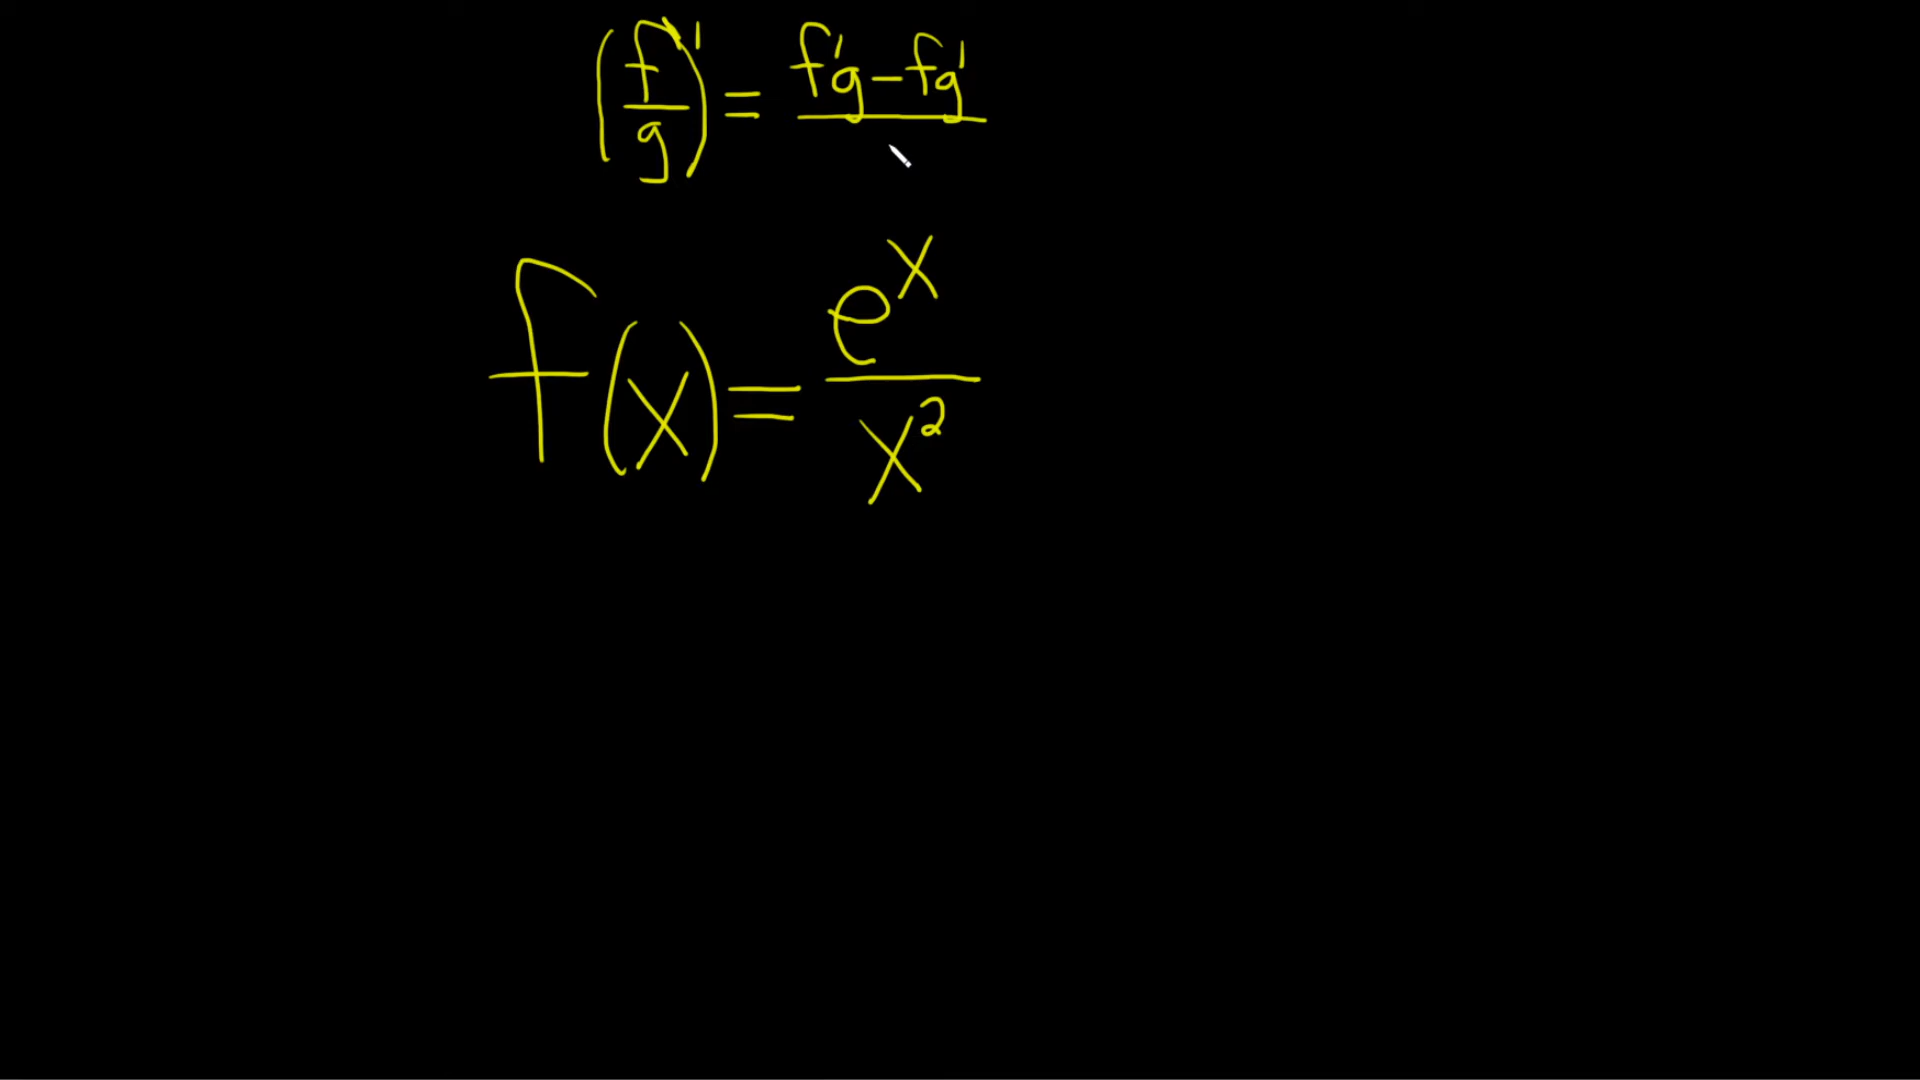 (f/g)' = f'g - fg' /
f(x) = e^x / x^2